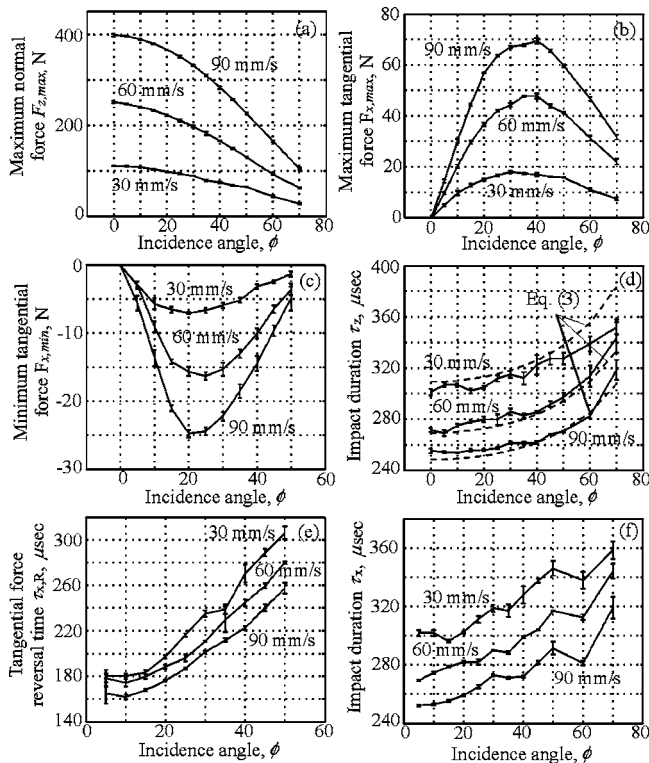 (a)
Maximum normal
force F_{z,max}, N
400
200
0
90 mm/s
60 mm/s
30 mm/s
0 20 40 60 80
Incidence angle, ϕ
(b)
Maximum tangential
force F_{x,max}, N
80
60
40
20
0
90 mm/s
60 mm/s
30 mm/s
0 20 40 60 80
Incidence angle, ϕ
(c)
Minimum tangential
force F_{x,min}, N
0
-10
-20
-30
30 mm/s
60 mm/s
90 mm/s
0 20 40 60
Incidence angle, ϕ
(d)
Impact duration τ_z, μsec
400
360
320
280
240
Eq. (3)
30 mm/s
60 mm/s
90 mm/s
0 20 40 60 80
Incidence angle, ϕ
(e)
Tangential force
reversal time τ_{x,R}, μsec
300
260
220
180
140
30 mm/s
60 mm/s
90 mm/s
0 20 40 60
Incidence angle, ϕ
(f)
Impact duration τ_x, μsec
360
320
280
240
30 mm/s
60 mm/s
90 mm/s
0 20 40 60 80
Incidence angle, ϕ